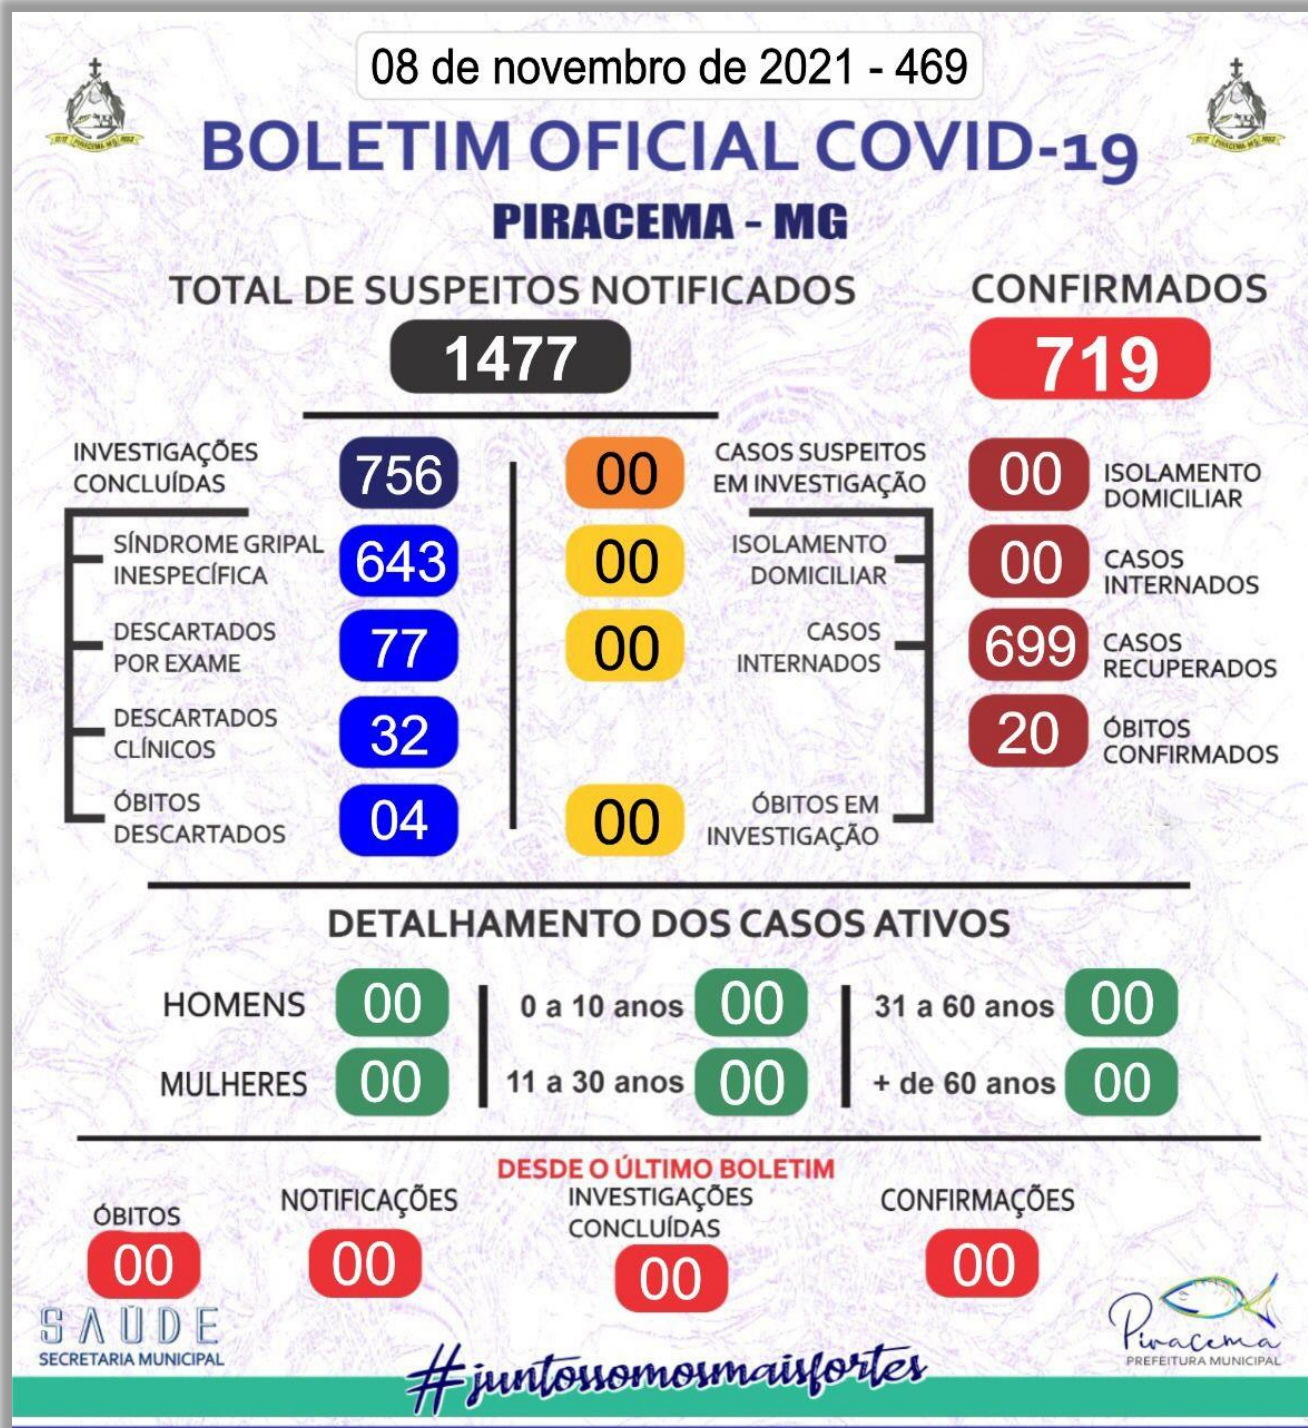 08 de novembro de 2021 - 469
BOLETIM OFICIAL COVID-19
PIRACEMA - MG
TOTAL DE SUSPEITOS NOTIFICADOS
1477
CONFIRMADOS
719
INVESTIGAÇÕES
CONCLUÍDAS
756
SÍNDROME GRIPAL
INESPECÍFICA
643
DESCARTADOS
POR EXAME
77
DESCARTADOS
CLÍNICOS
32
ÓBITOS
DESCARTADOS
04
00
CASOS SUSPEITOS
EM INVESTIGAÇÃO
00
ISOLAMENTO
DOMICILIAR
00
CASOS
INTERNADOS
00
ÓBITOS EM
INVESTIGAÇÃO
00
ISOLAMENTO
DOMICILIAR
00
CASOS
INTERNADOS
699
CASOS
RECUPERADOS
20
ÓBITOS
CONFIRMADOS
DETALHAMENTO DOS CASOS ATIVOS
HOMENS 00
MULHERES 00
0 a 10 anos 00
11 a 30 anos 00
31 a 60 anos 00
+ de 60 anos 00
DESDE O ÚLTIMO BOLETIM
ÓBITOS
00
NOTIFICAÇÕES
00
INVESTIGAÇÕES
CONCLUÍDAS
00
CONFIRMAÇÕES
00
SAÚDE
SECRETARIA MUNICIPAL
#juntossomosmaisfortes
Piracema
PREFEITURA MUNICIPAL